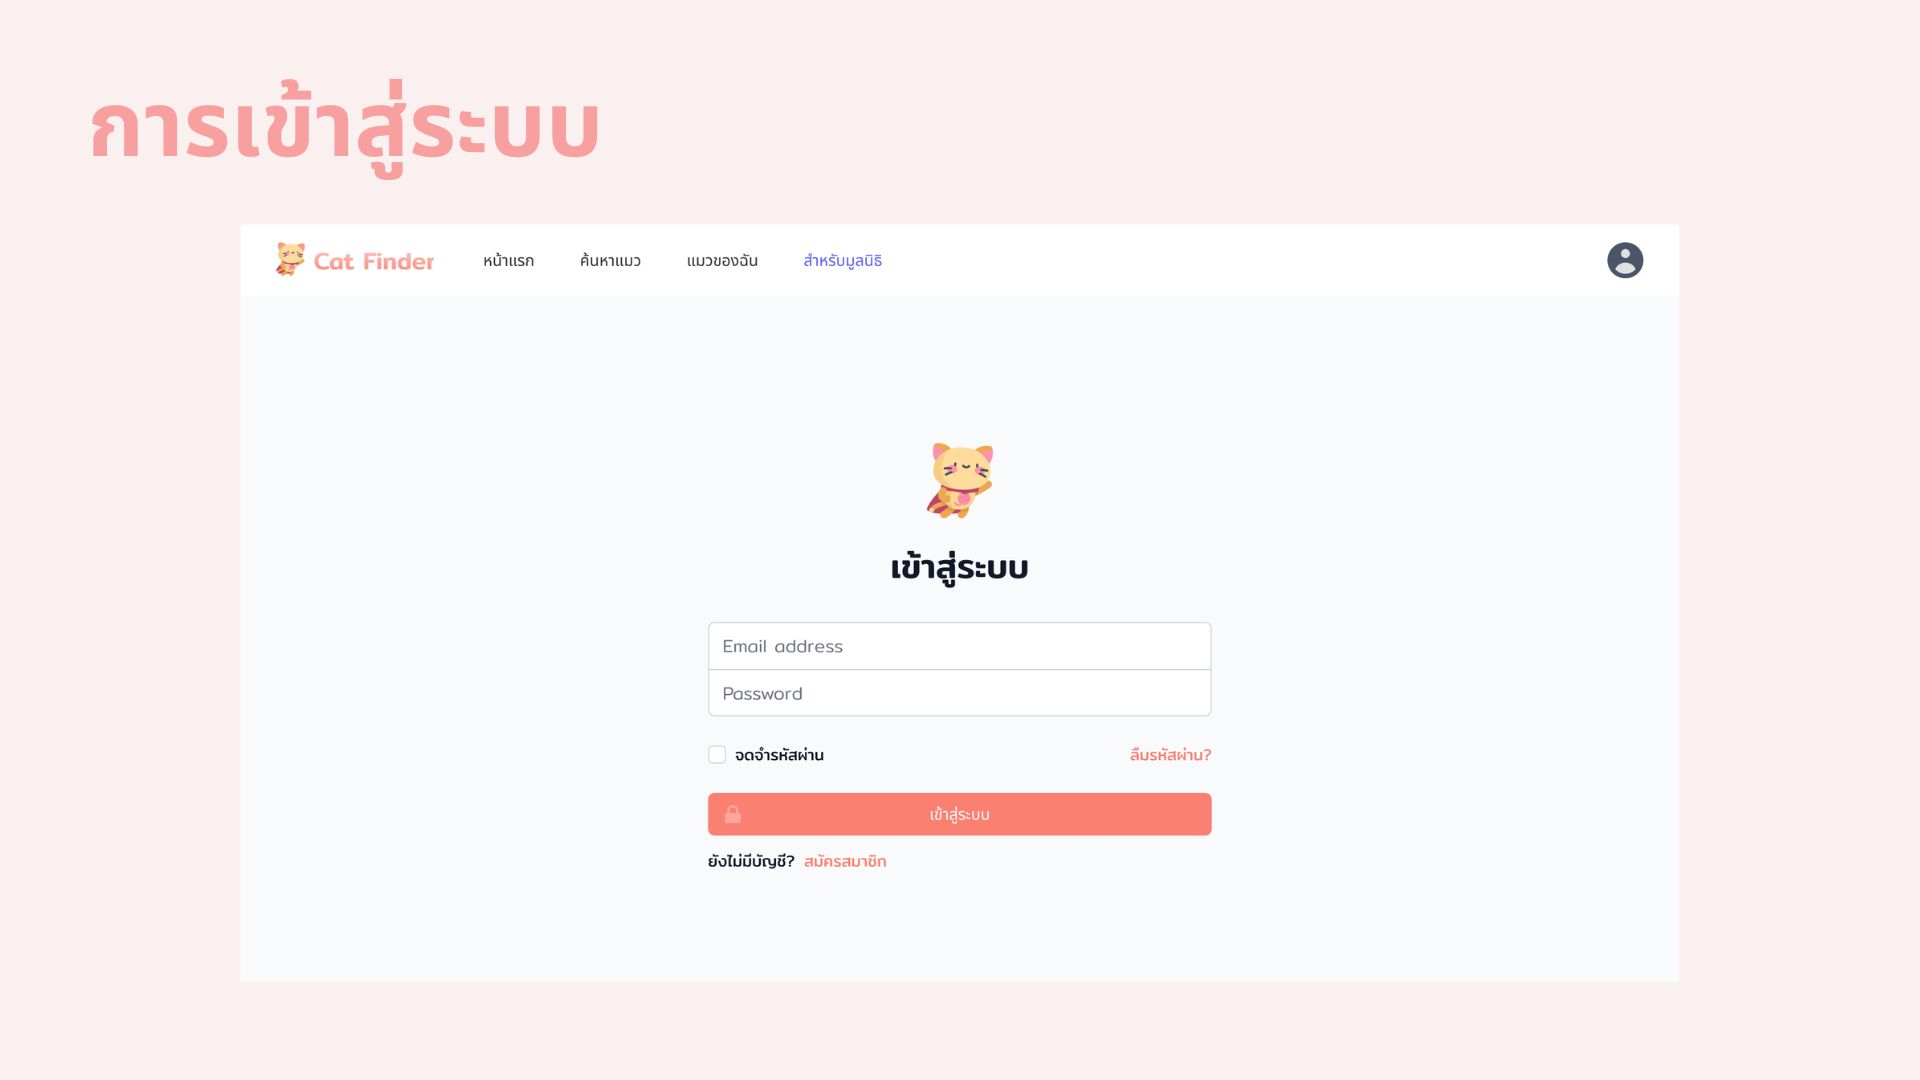 การเข้าสู่ระบบ
Cat Finder หน้าแรก ค้นหาแมว แมวของฉัน สำหรับมูลนิธิ
เข้าสู่ระบบ
Email address
Password
จดจำรหัสผ่าน ลืมรหัสผ่าน?
เข้าสู่ระบบ
ยังไม่มีบัญชี? สมัครสมาชิก